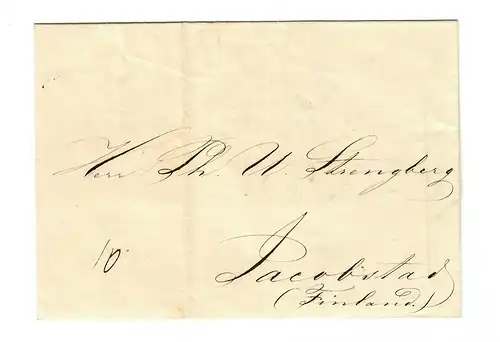 Herr Ph. U. Strengberg
10
Jacobstad
(Finland.)